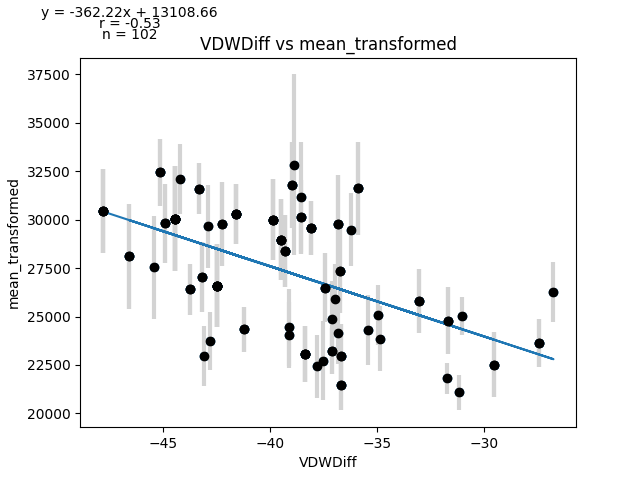 y = -362.22x + 13108.66
r = -0.53
n = 102
VDWDiff vs mean_transformed
37500
35000
32500
30000
27500
25000
22500
20000
mean_transformed
−45
−40
−35
−30
VDWDiff